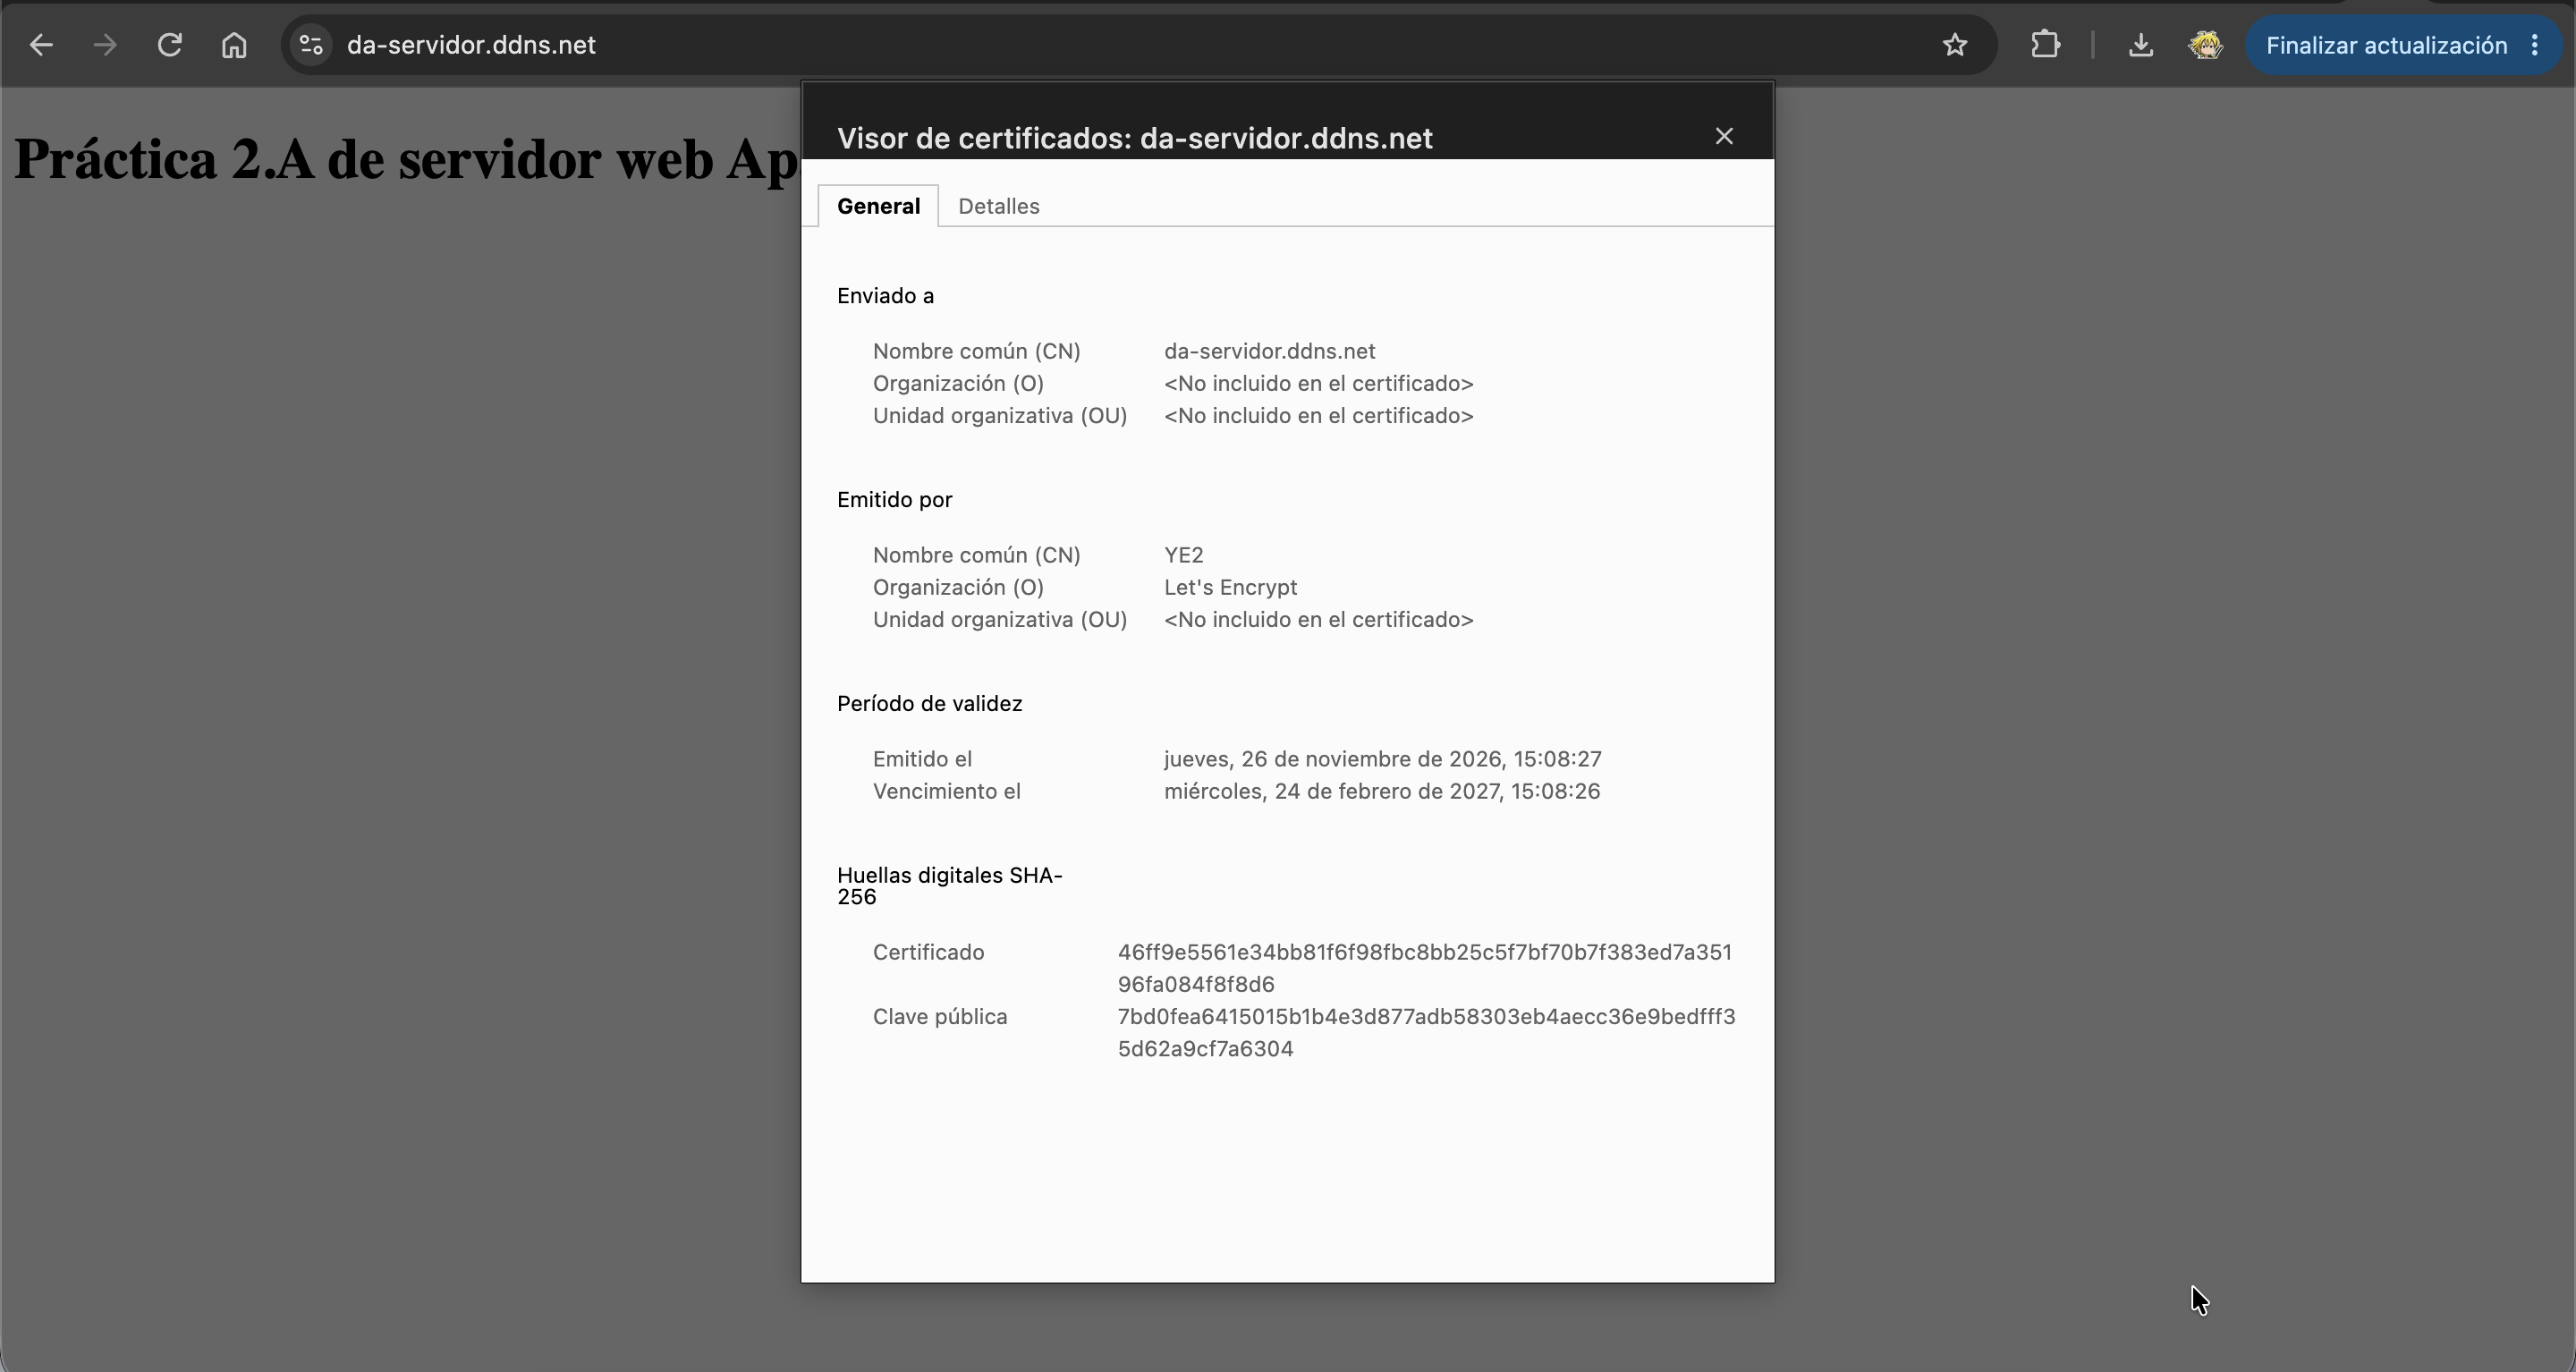 da-servidor.ddns.net
Finalizar actualización
Práctica 2.A de servidor web Ap
Visor de certificados: da-servidor.ddns.net
General Detalles
Enviado a
Nombre común (CN) da-servidor.ddns.net
Organización (O) <No incluido en el certificado>
Unidad organizativa (OU) <No incluido en el certificado>
Emitido por
Nombre común (CN) YE2
Organización (O) Let's Encrypt
Unidad organizativa (OU) <No incluido en el certificado>
Período de validez
Emitido el jueves, 26 de noviembre de 2026, 15:08:27
Vencimiento el miércoles, 24 de febrero de 2027, 15:08:26
Huellas digitales SHA-
256
Certificado 46ff9e5561e34bb81f6f98fbc8bb25c5f7bf70b7f383ed7a351
96fa084f8f8d6
Clave pública 7bd0fea6415015b1b4e3d877adb58303eb4aecc36e9bedfff3
5d62a9cf7a6304